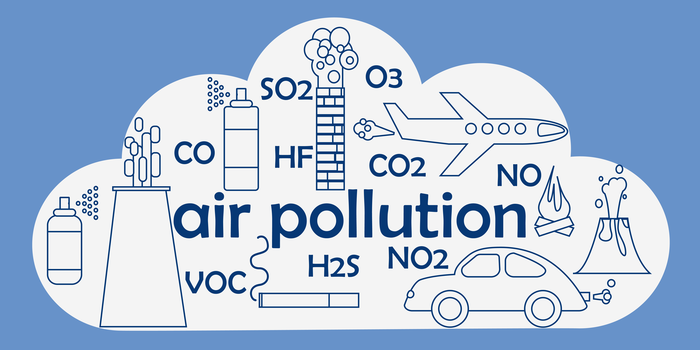 SO2
O3
CO
HF
CO2
NO
air pollution
VOC
H2S
NO2